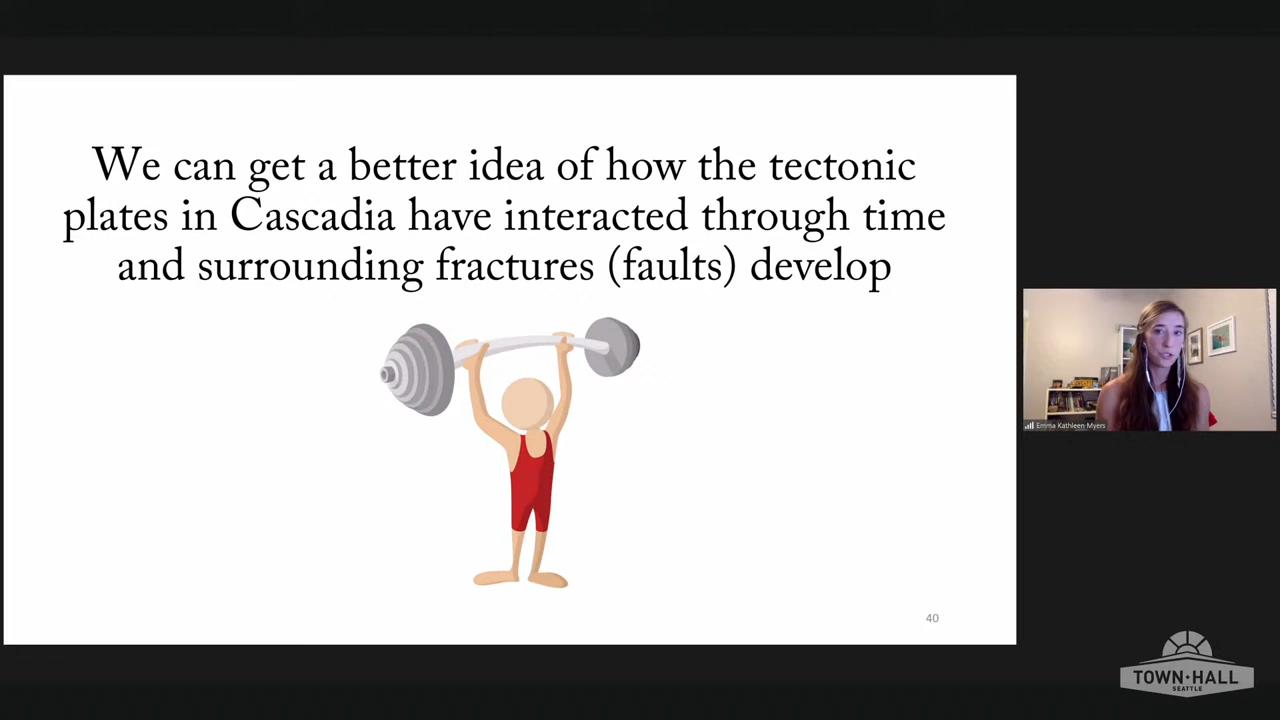 We can get a better idea of how the tectonic
plates in Cascadia have interacted through time
and surrounding fractures (faults) develop
40
Emma Kathleen Myers
TOWN·HALL
SEATTLE